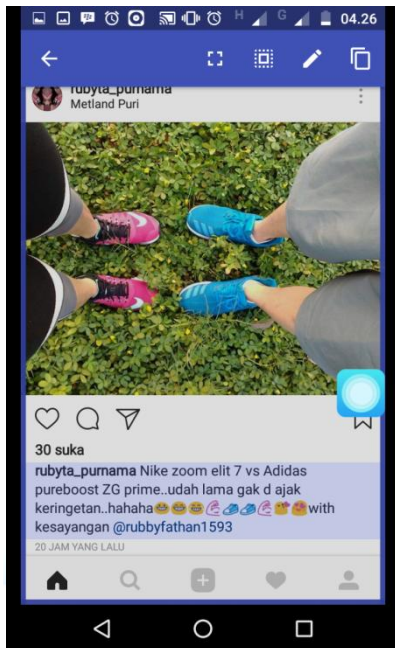 H G 04.26
rubyta_purnama
Metland Puri
30 suka
rubyta_purnama Nike zoom elit 7 vs Adidas
pureboost ZG prime..udah lama gak d ajak
keringetan..hahaha😂😂😂💪👟👟💪😍😘with
kesayangan @rubbyfathan1593
20 JAM YANG LALU